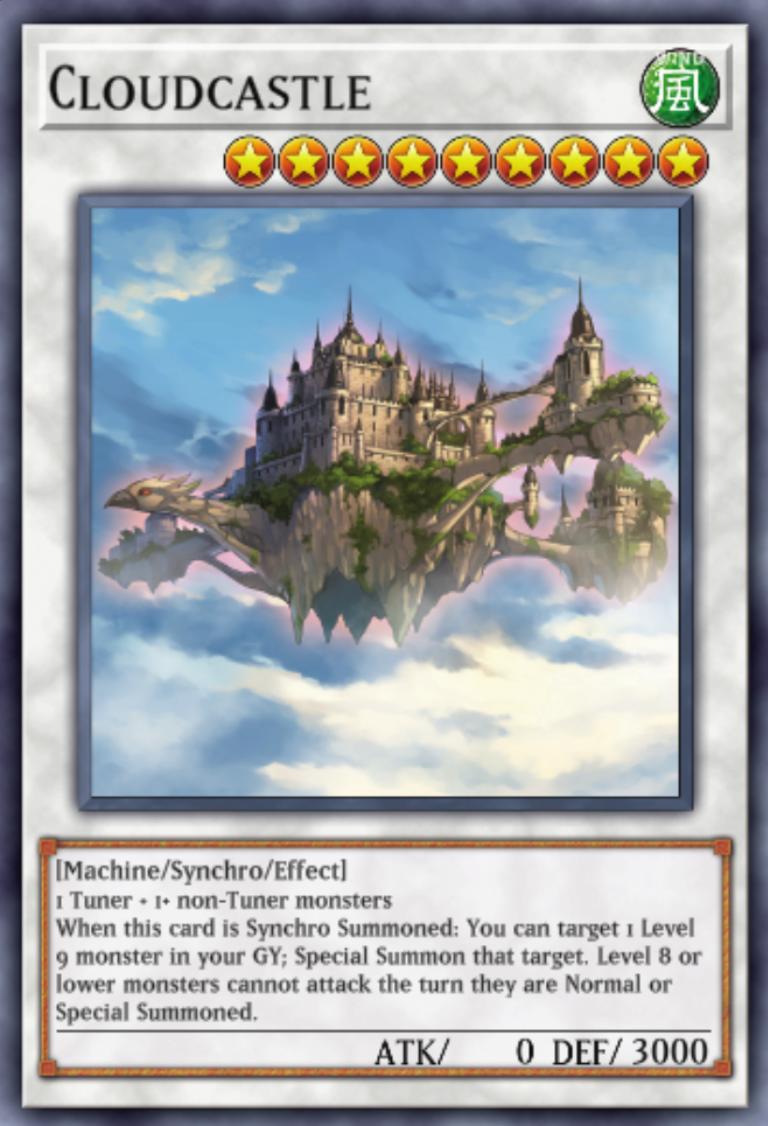 Cloudcastle
WIND
風
[Machine/Synchro/Effect]
1 Tuner + 1+ non-Tuner monsters
When this card is Synchro Summoned: You can target 1 Level
9 monster in your GY; Special Summon that target. Level 8 or
lower monsters cannot attack the turn they are Normal or
Special Summoned.
ATK/ 0 DEF/ 3000